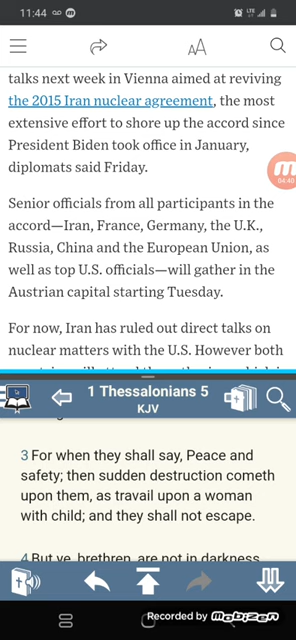 11:44
LTE
AA
talks next week in Vienna aimed at reviving
the 2015 Iran nuclear agreement, the most
extensive effort to shore up the accord since
President Biden took office in January,
diplomats said Friday.
04:40
Senior officials from all participants in the
accord—Iran, France, Germany, the U.K.,
Russia, China and the European Union, as
well as top U.S. officials—will gather in the
Austrian capital starting Tuesday.
For now, Iran has ruled out direct talks on
nuclear matters with the U.S. However both
1 Thessalonians 5
KJV
3 For when they shall say, Peace and
safety; then sudden destruction cometh
upon them, as travail upon a woman
with child; and they shall not escape.
4 But ye, brethren, are not in darkness,
Recorded by Mobizen